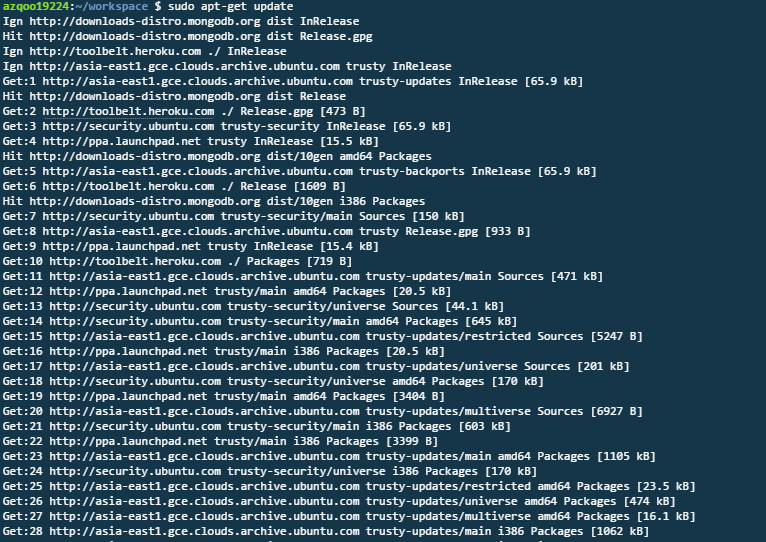 azqoo19224:~/workspace $ sudo apt-get update
Ign http://downloads-distro.mongodb.org dist InRelease
Hit http://downloads-distro.mongodb.org dist Release.gpg
Ign http://toolbelt.heroku.com ./ InRelease
Ign http://asia-east1.gce.clouds.archive.ubuntu.com trusty InRelease
Get:1 http://asia-east1.gce.clouds.archive.ubuntu.com trusty-updates InRelease [65.9 kB]
Hit http://downloads-distro.mongodb.org dist Release
Get:2 http://toolbelt.heroku.com ./ Release.gpg [473 B]
Get:3 http://security.ubuntu.com trusty-security InRelease [65.9 kB]
Get:4 http://ppa.launchpad.net trusty InRelease [15.5 kB]
Hit http://downloads-distro.mongodb.org dist/10gen amd64 Packages
Get:5 http://asia-east1.gce.clouds.archive.ubuntu.com trusty-backports InRelease [65.9 kB]
Get:6 http://toolbelt.heroku.com ./ Release [1609 B]
Hit http://downloads-distro.mongodb.org dist/10gen i386 Packages
Get:7 http://security.ubuntu.com trusty-security/main Sources [150 kB]
Get:8 http://asia-east1.gce.clouds.archive.ubuntu.com trusty Release.gpg [933 B]
Get:9 http://ppa.launchpad.net trusty InRelease [15.4 kB]
Get:10 http://toolbelt.heroku.com ./ Packages [719 B]
Get:11 http://asia-east1.gce.clouds.archive.ubuntu.com trusty-updates/main Sources [471 kB]
Get:12 http://ppa.launchpad.net trusty/main amd64 Packages [20.5 kB]
Get:13 http://security.ubuntu.com trusty-security/universe Sources [44.1 kB]
Get:14 http://security.ubuntu.com trusty-security/main amd64 Packages [645 kB]
Get:15 http://asia-east1.gce.clouds.archive.ubuntu.com trusty-updates/restricted Sources [5247 B]
Get:16 http://ppa.launchpad.net trusty/main i386 Packages [20.5 kB]
Get:17 http://asia-east1.gce.clouds.archive.ubuntu.com trusty-updates/universe Sources [201 kB]
Get:18 http://security.ubuntu.com trusty-security/universe amd64 Packages [170 kB]
Get:19 http://ppa.launchpad.net trusty/main amd64 Packages [3404 B]
Get:20 http://asia-east1.gce.clouds.archive.ubuntu.com trusty-updates/multiverse Sources [6927 B]
Get:21 http://security.ubuntu.com trusty-security/main i386 Packages [603 kB]
Get:22 http://ppa.launchpad.net trusty/main i386 Packages [3399 B]
Get:23 http://asia-east1.gce.clouds.archive.ubuntu.com trusty-updates/main amd64 Packages [1105 kB]
Get:24 http://security.ubuntu.com trusty-security/universe i386 Packages [170 kB]
Get:25 http://asia-east1.gce.clouds.archive.ubuntu.com trusty-updates/restricted amd64 Packages [23.5 kB]
Get:26 http://asia-east1.gce.clouds.archive.ubuntu.com trusty-updates/universe amd64 Packages [474 kB]
Get:27 http://asia-east1.gce.clouds.archive.ubuntu.com trusty-updates/multiverse amd64 Packages [16.1 kB]
Get:28 http://asia-east1.gce.clouds.archive.ubuntu.com trusty-updates/main i386 Packages [1062 kB]